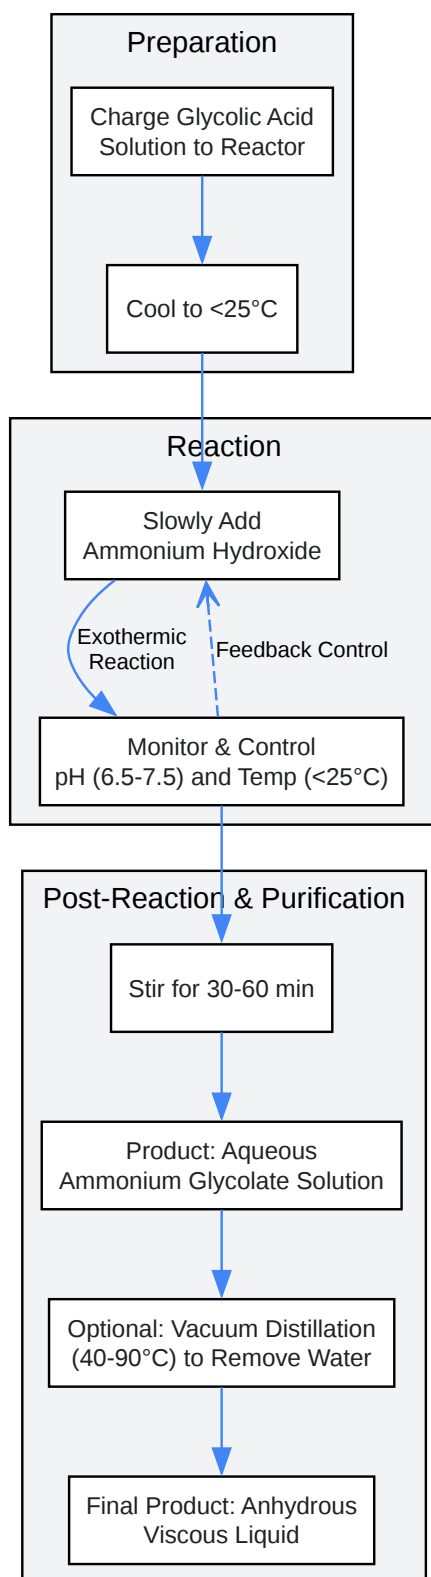 Preparation
Charge Glycolic Acid
Solution to Reactor
Cool to <25°C
Reaction
Slowly Add
Ammonium Hydroxide
Exothermic
Reaction
Feedback Control
Monitor & Control
pH (6.5-7.5) and Temp (<25°C)
Post-Reaction & Purification
Stir for 30-60 min
Product: Aqueous
Ammonium Glycolate Solution
Optional: Vacuum Distillation
(40-90°C) to Remove Water
Final Product: Anhydrous
Viscous Liquid